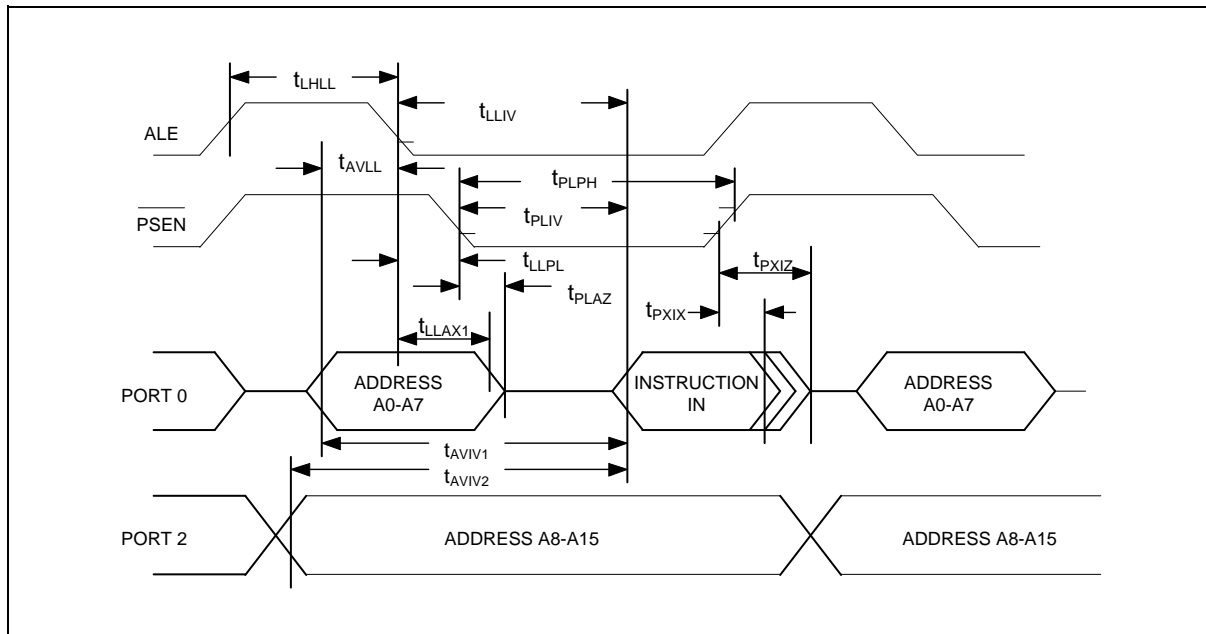 tLHLL
tLLIV
ALE
tAVLL
tPLPH
PSEN
tPLIV
tLLPL
tPXIZ
tPLAZ
tPXIX
tLLAX1
PORT 0
ADDRESS
A0-A7
INSTRUCTION
IN
ADDRESS
A0-A7
tAVIV1
tAVIV2
PORT 2
ADDRESS A8-A15
ADDRESS A8-A15